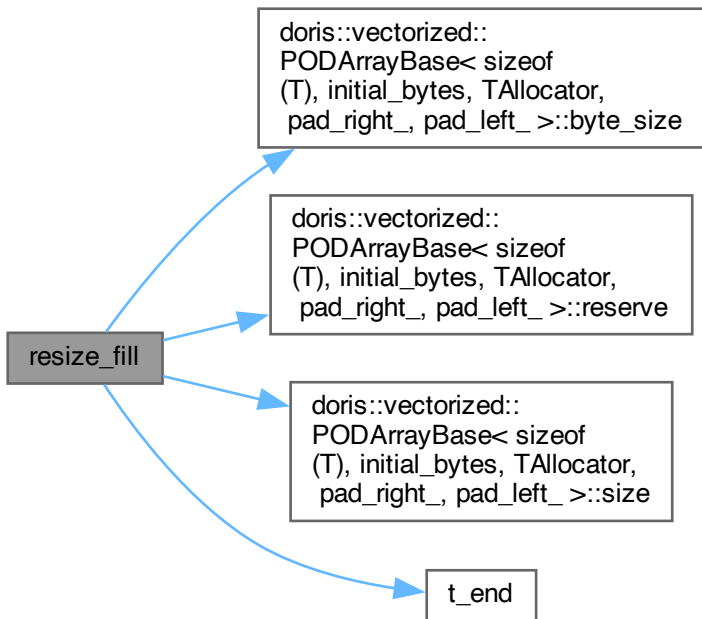 doris::vectorized::
PODArrayBase< sizeof
(T), initial_bytes, TAllocator,
pad_right_, pad_left_ >::byte_size
doris::vectorized::
PODArrayBase< sizeof
(T), initial_bytes, TAllocator,
pad_right_, pad_left_ >::reserve
resize_fill
doris::vectorized::
PODArrayBase< sizeof
(T), initial_bytes, TAllocator,
pad_right_, pad_left_ >::size
t_end